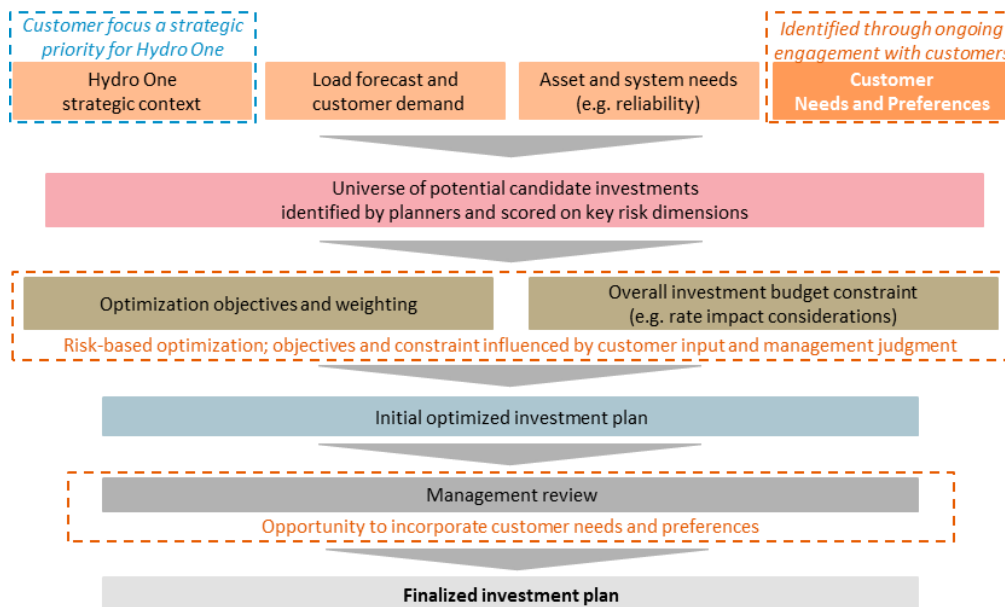 Customer focus a strategic
priority for Hydro One
Identified through ongoing
engagement with customers
Hydro One
strategic context
Load forecast and
customer demand
Asset and system needs
(e.g. reliability)
Customer
Needs and Preferences
Universe of potential candidate investments
identified by planners and scored on key risk dimensions
Optimization objectives and weighting
Overall investment budget constraint
(e.g. rate impact considerations)
Risk-based optimization; objectives and constraint influenced by customer input and management judgment
Initial optimized investment plan
Management review
Opportunity to incorporate customer needs and preferences
Finalized investment plan